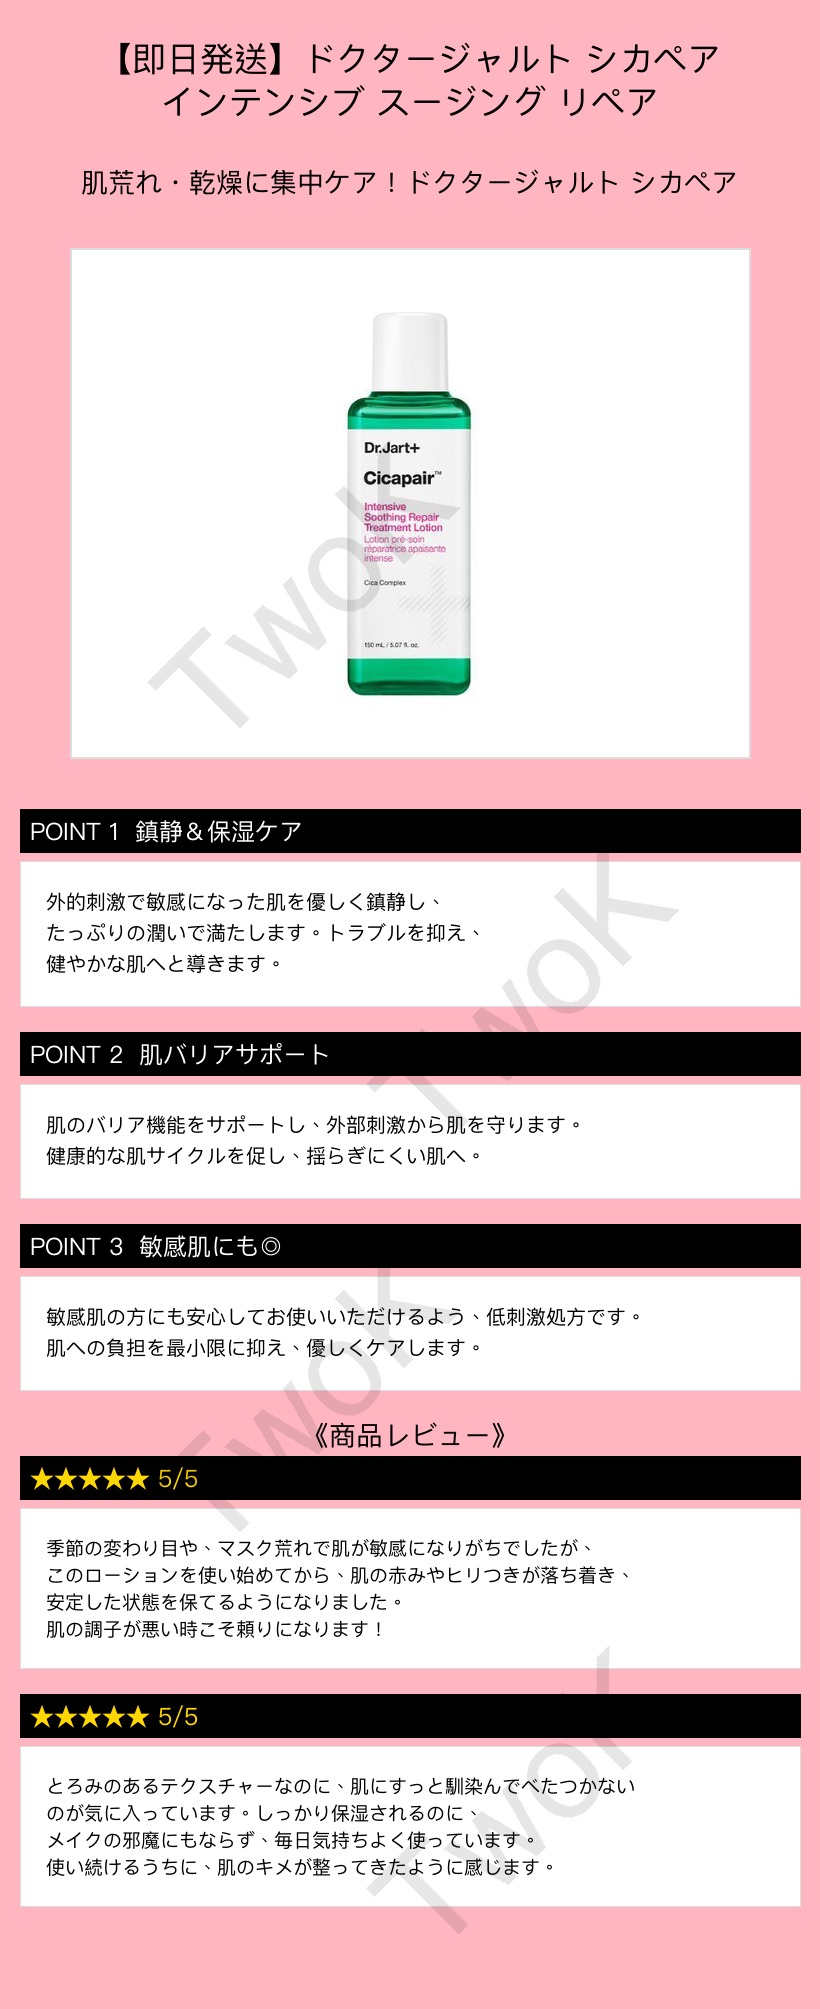 【即日発送】ドクタージャルト シカペア
インテンシブ スージング リペア
肌荒れ・乾燥に集中ケア！ドクタージャルト シカペア
Dr.Jart+
Cicapair™
Intensive
Soothing Repair
Treatment Lotion
Lotion pré-soin
réparatrice apaisante
intense
Cica Complex
150 mL / 5.07 fl. oz.
TwoK
POINT 1 鎮静＆保湿ケア
外的刺激で敏感になった肌を優しく鎮静し、
たっぷりの潤いで満たします。トラブルを抑え、
健やかな肌へと導きます。
TwoK
POINT 2 肌バリアサポート
肌のバリア機能をサポートし、外部刺激から肌を守ります。
健康的な肌サイクルを促し、揺らぎにくい肌へ。
POINT 3 敏感肌にも◎
敏感肌の方にも安心してお使いいただけるよう、低刺激処方です。
肌への負担を最小限に抑え、優しくケアします。
TwoK
《商品レビュー》
★★★★★ 5/5
季節の変わり目や、マスク荒れで肌が敏感になりがちでしたが、
このローションを使い始めてから、肌の赤みやヒリつきが落ち着き、
安定した状態を保てるようになりました。
肌の調子が悪い時こそ頼りになります！
★★★★★ 5/5
とろみのあるテクスチャーなのに、肌にすっと馴染んでべたつかない
のが気に入っています。しっかり保湿されるのに、
メイクの邪魔にもならず、毎日気持ちよく使っています。
使い続けるうちに、肌のキメが整ってきたように感じます。
TwoK